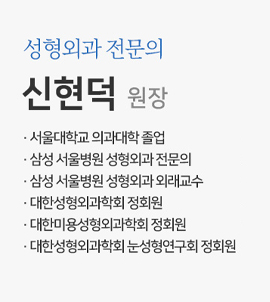 성형외과 전문의
신현덕 원장
· 서울대학교 의과대학 졸업
· 삼성 서울병원 성형외과 전문의
· 삼성 서울병원 성형외과 외래교수
· 대한성형외과학회 정회원
· 대한미용성형외과학회 정회원
· 대한성형외과학회 눈성형연구회 정회원